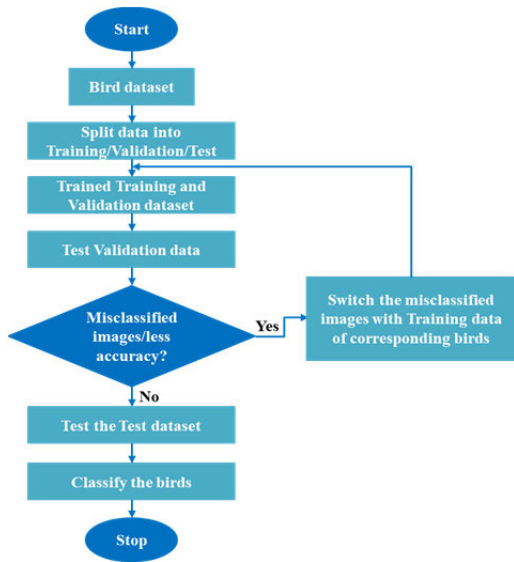 Start
Bird dataset
Split data into
Training/Validation/Test
Trained Training and
Validation dataset
Test Validation data
Misclassified
images/less
accuracy?
Yes
Switch the misclassified
images with Training data
of corresponding birds
No
Test the Test dataset
Classify the birds
Stop